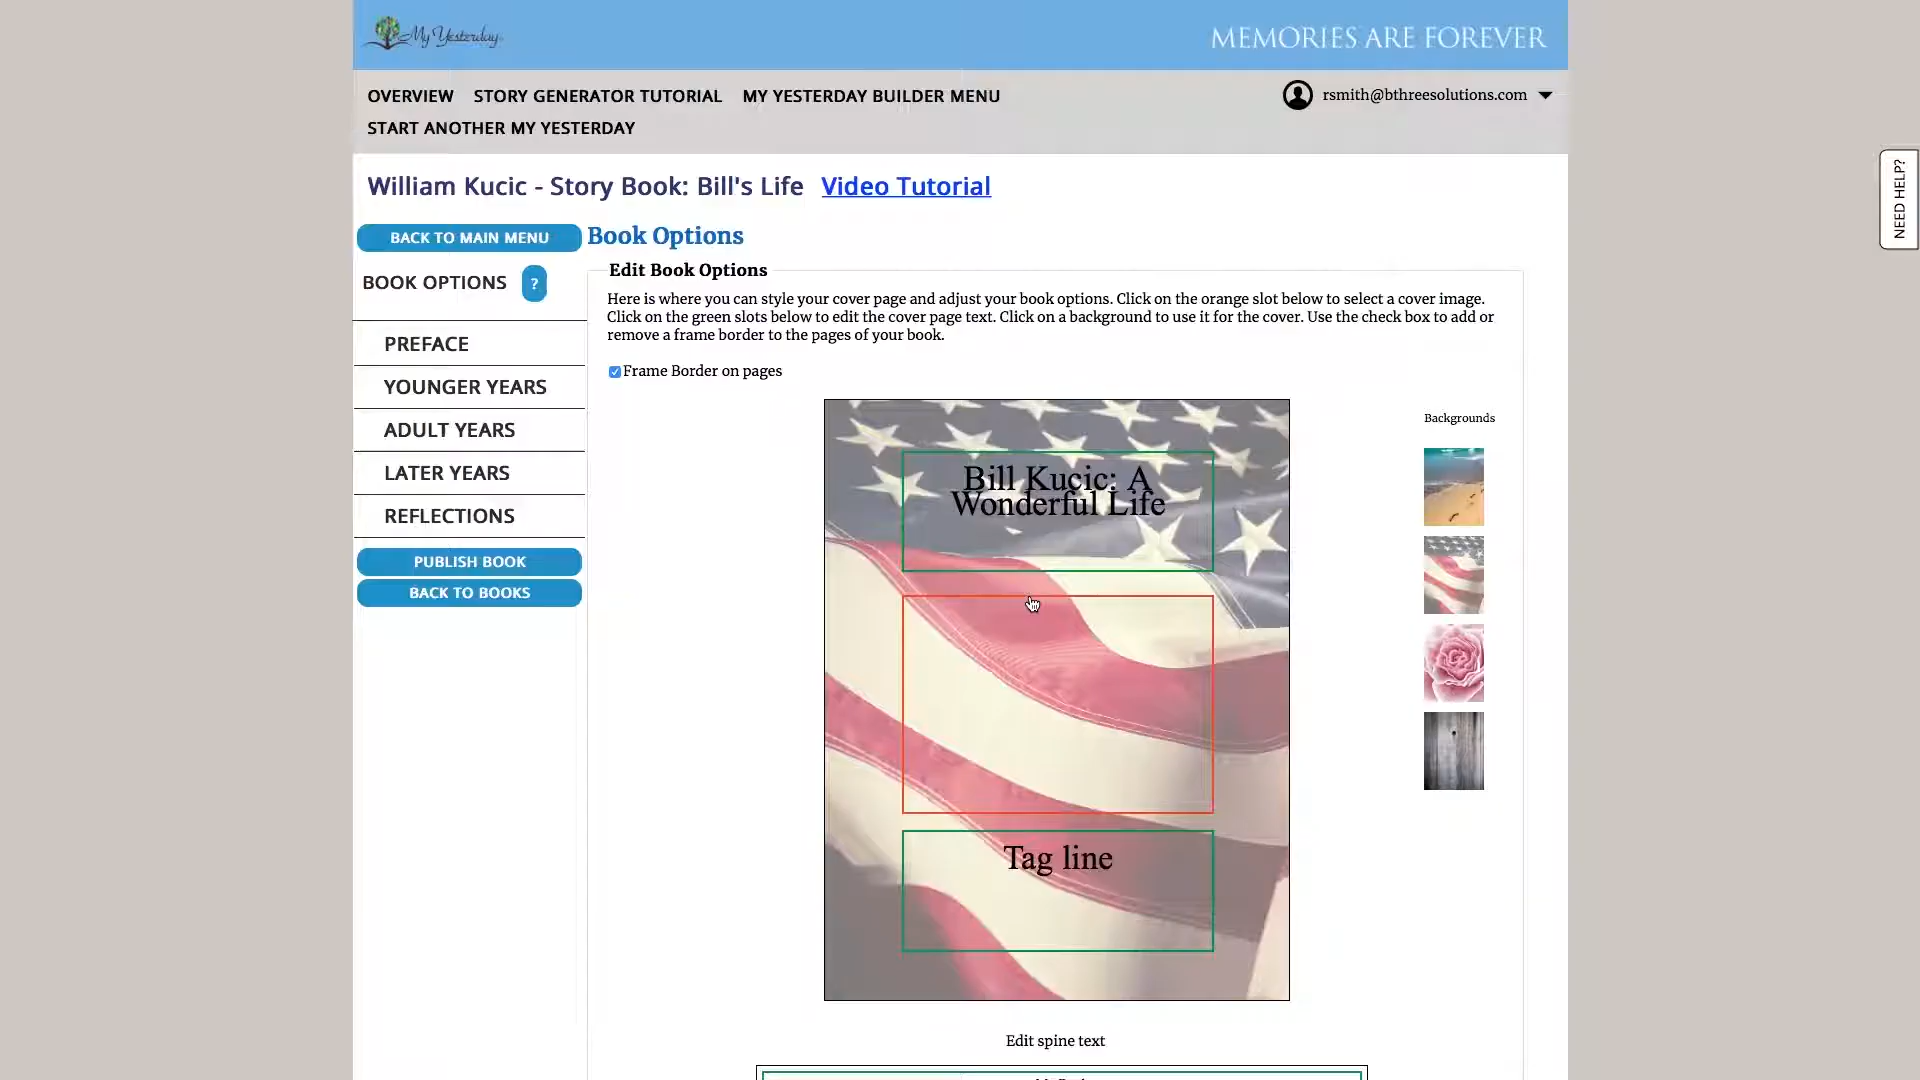 My Yesterday
MEMORIES ARE FOREVER
OVERVIEW STORY GENERATOR TUTORIAL MY YESTERDAY BUILDER MENU
rsmith@bthreesolutions.com
START ANOTHER MY YESTERDAY
NEED HELP?
William Kucic - Story Book: Bill's Life Video Tutorial
BACK TO MAIN MENU
BOOK OPTIONS ?
PREFACE
YOUNGER YEARS
ADULT YEARS
LATER YEARS
REFLECTIONS
PUBLISH BOOK
BACK TO BOOKS
Book Options
Edit Book Options
Here is where you can style your cover page and adjust your book options. Click on the orange slot below to select a cover image.
Click on the green slots below to edit the cover page text. Click on a background to use it for the cover. Use the check box to add or
remove a frame border to the pages of your book.
Frame Border on pages
Bill Kucic: A
Wonderful Life
Tag line
Backgrounds
Edit spine text